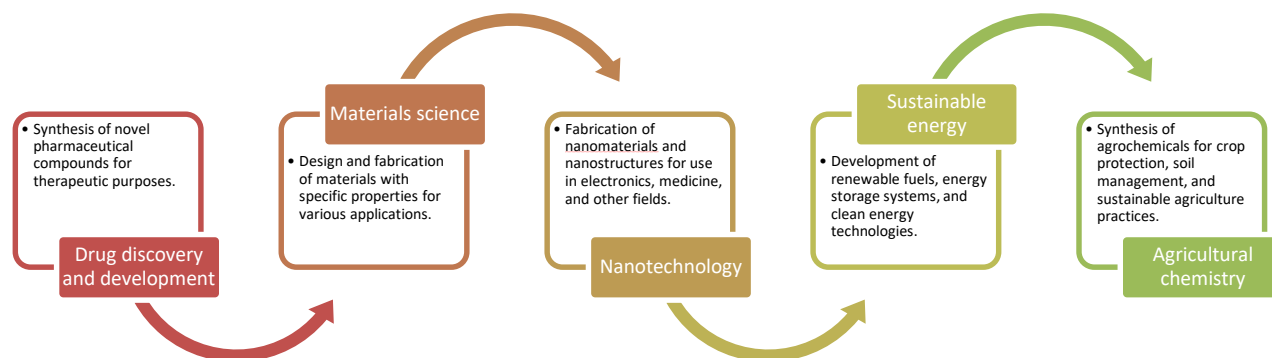 • Synthesis of novel
pharmaceutical
compounds for
therapeutic purposes.
Drug discovery
and development
Materials science
• Design and fabrication
of materials with
specific properties for
various applications.
• Fabrication of
nanomaterials and
nanostructures for use
in electronics, medicine,
and other fields.
Nanotechnology
Sustainable
energy
• Development of
renewable fuels, energy
storage systems, and
clean energy
technologies.
• Synthesis of
agrochemicals for crop
protection, soil
management, and
sustainable agriculture
practices.
Agricultural
chemistry